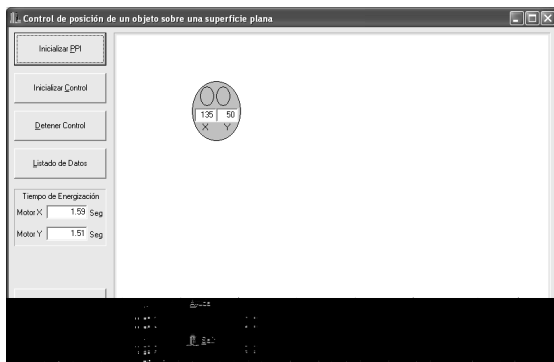 Control de posición de un objeto sobre una superficie plana
Inicializar PPI
Inicializar Control
Detener Control
Listado de Datos
135 50
X Y
Tiempo de Energización
Motor X 1.59 Seg
Motor Y 1.51 Seg